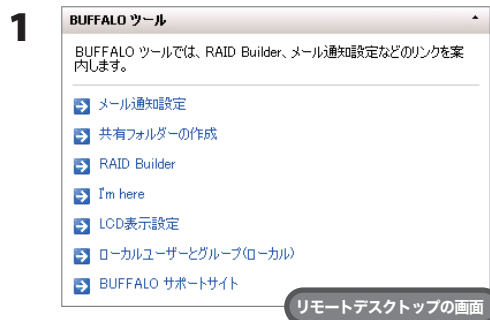 1
BUFFALO ツール
BUFFALO ツールでは、RAID Builder、メール通知設定などのリンクを案
内します。
メール通知設定
共有フォルダーの作成
RAID Builder
I'm here
LCD表示設定
ローカルユーザーとグループ(ローカル)
BUFFALO サポートサイト
リモートデスクトップの画面